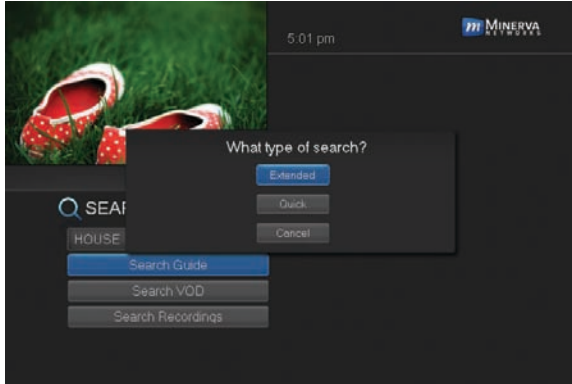 5:01 pm
m MINERVA
NETWORKS
What type of search?
Extended
Quick
Cancel
SEAR
HOUSE
Search Guide
Search VOD
Search Recordings